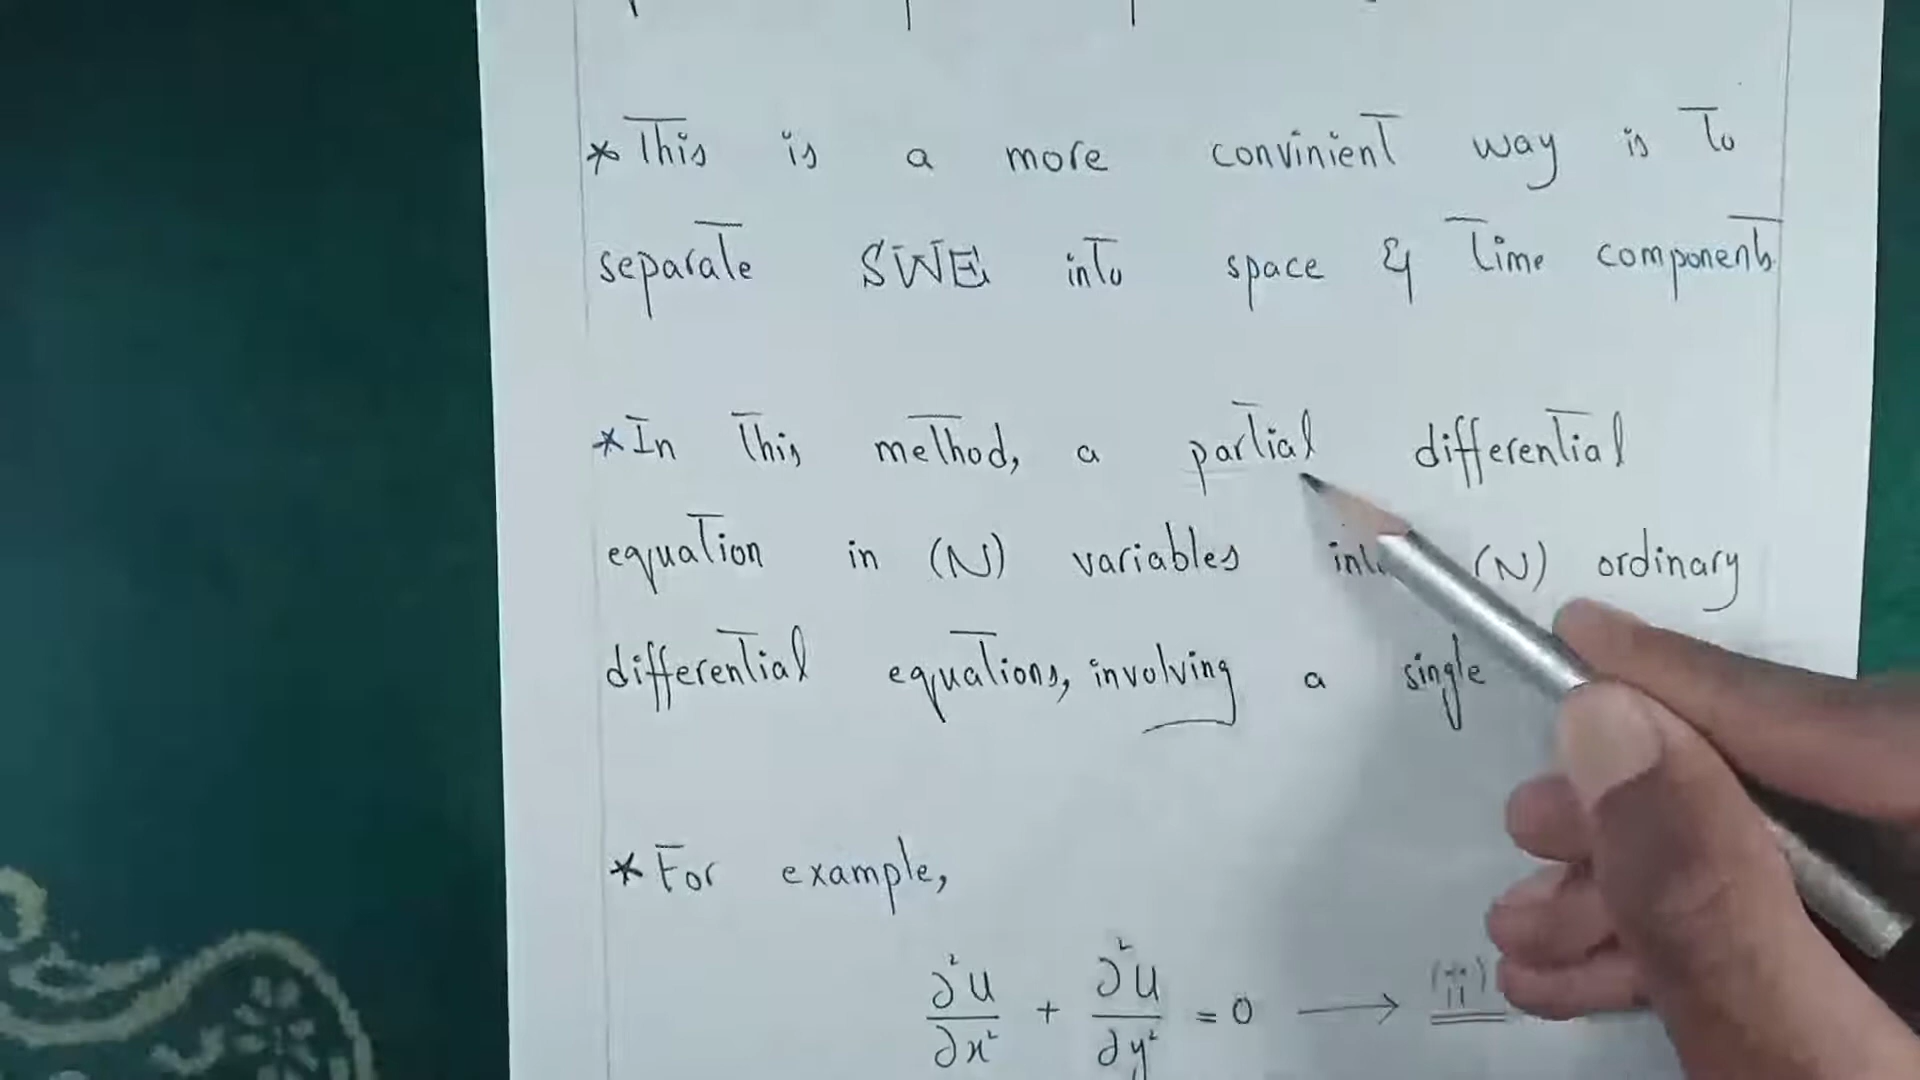 * This is a more convinient way is to
separate SWE into space & time components.
* In this method, a partial differential
equation in (N) variables (N) ordinary
differential equations, involving a single
* For example,
∂²U/∂x² + ∂²U/∂y² = 0 →